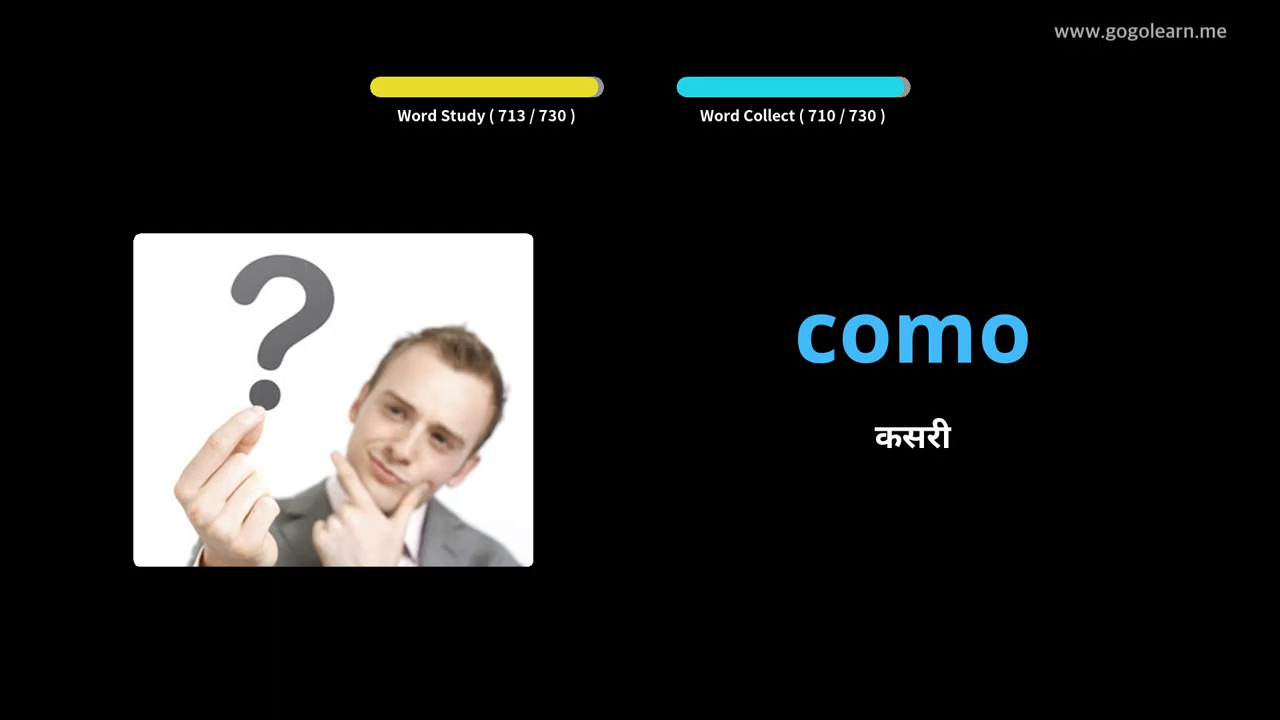 www.gogolearn.me
Word Study ( 713 / 730 )
Word Collect ( 710 / 730 )
?
como
कसरी